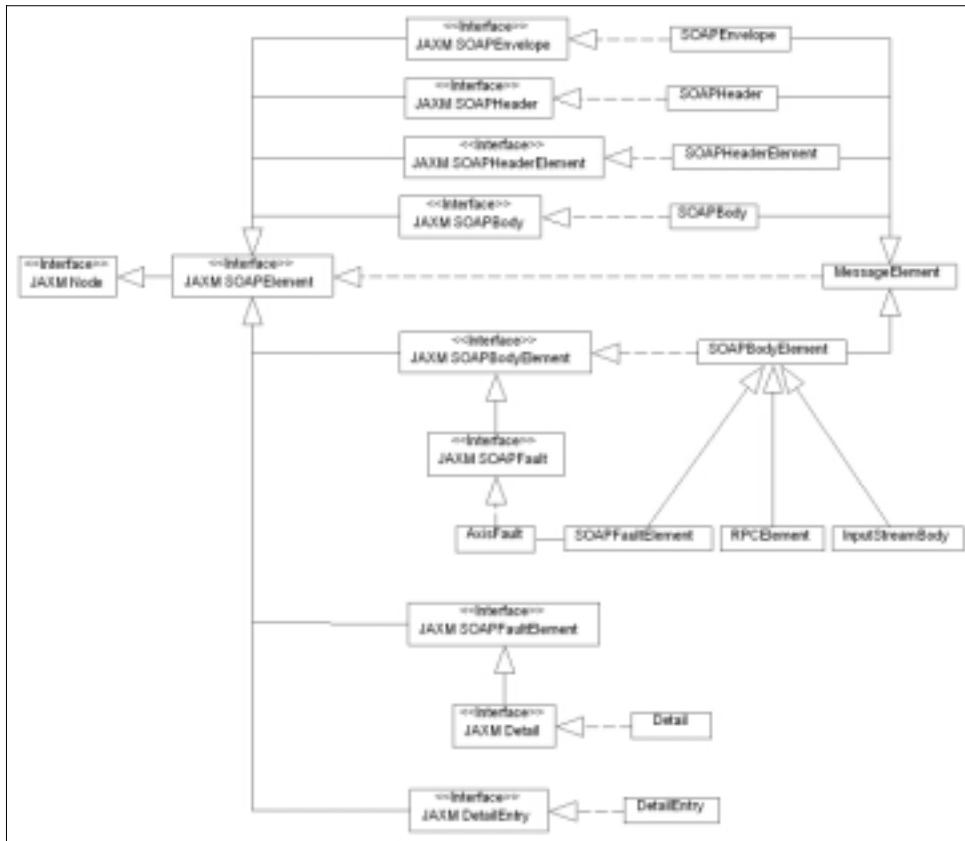 <<Interface>>
JAXM SOAPEnvelope
SOAPEnvelope
<<Interface>>
JAXM SOAPHeader
SOAPHeader
<<Interface>>
JAXM SOAPHeaderElement
SOAPHeaderElement
<<Interface>>
JAXM SOAPBody
SOAPBody
<<Interface>>
JAXM Node
<<Interface>>
JAXM SOAPElement
MessageElement
<<Interface>>
JAXM SOAPBodyElement
SOAPBodyElement
<<Interface>>
JAXM SOAPFault
AxisFault
SOAPFaultElement
RPCElement
InputStreamBody
<<Interface>>
JAXM SOAPFaultElement
<<Interface>>
JAXM Detail
Detail
<<Interface>>
JAXM DetailEntry
DetailEntry